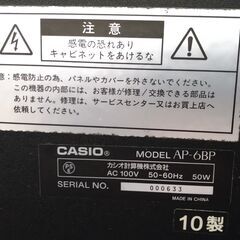 注意
感電の恐れあり
キャビネットをあけるな
注意：感電防止の為、パネルやカバーを外さないでください。
この機器の内部には、お客様が修理/交換できる部品は
ありません。修理は、サービスセンター又はお買上げ店へ
依頼してください。
CASIO MODEL AP-6BP
カシオ計算機株式会社
AC 100V 50-60Hz 50W
SERIAL NO. 000633
MADE IN CHINA
10製